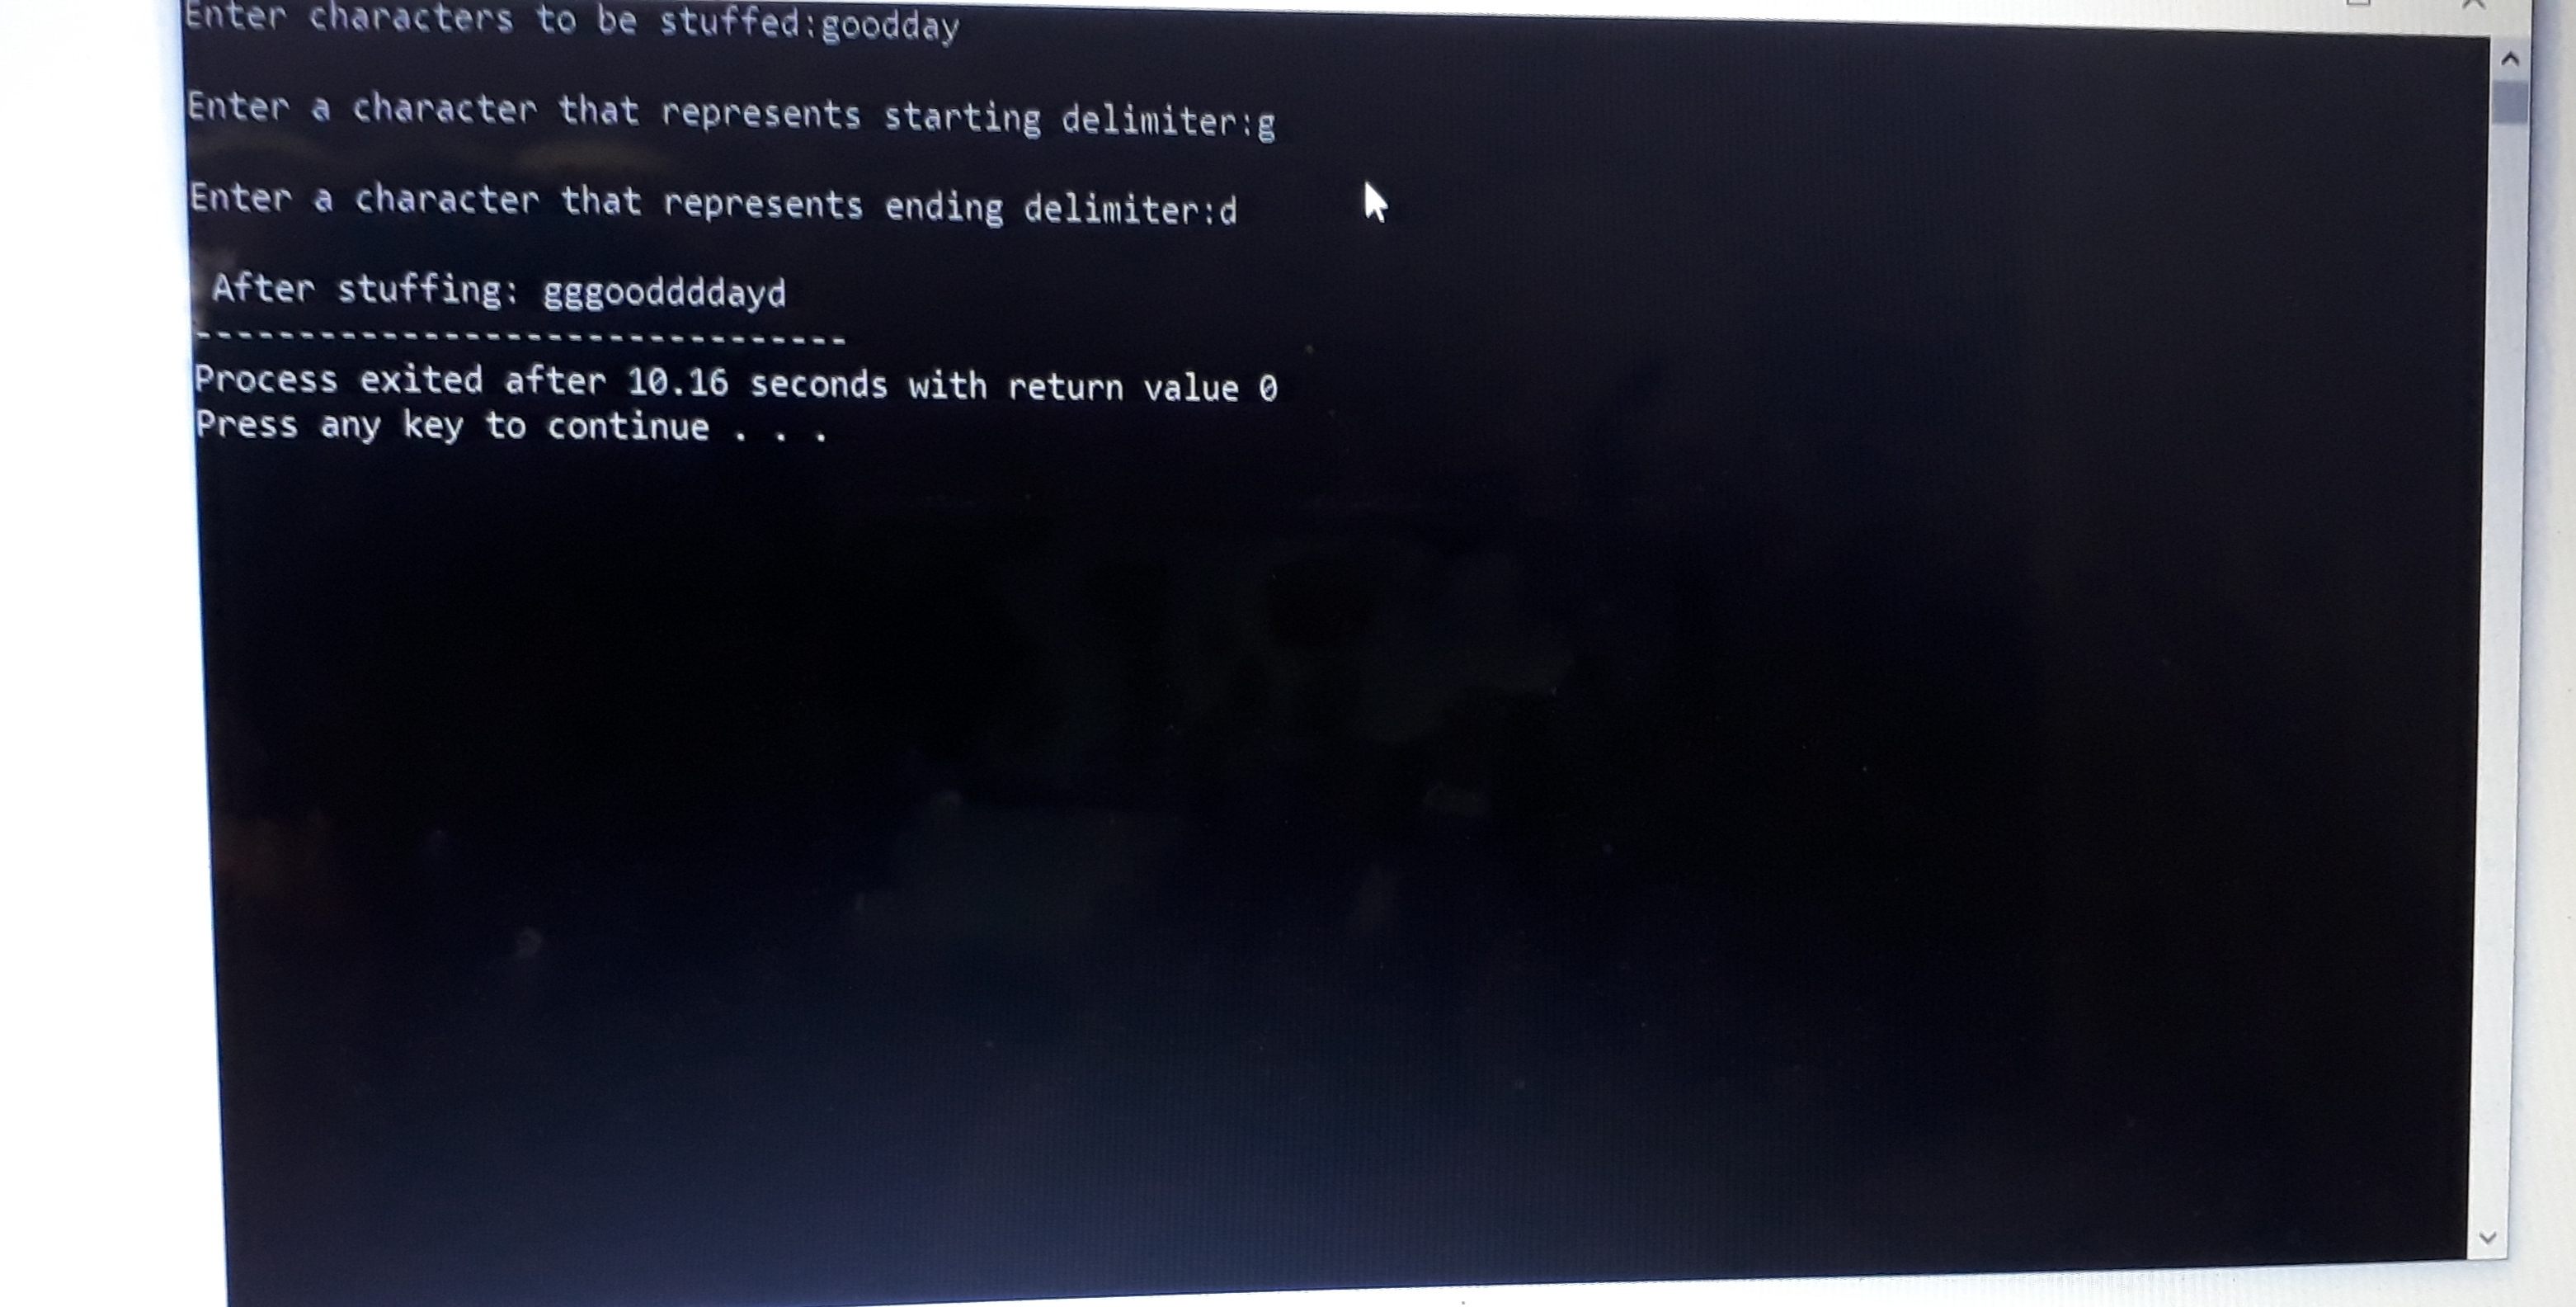 Enter characters to be stuffed:goodday
Enter a character that represents starting delimiter:g
Enter a character that represents ending delimiter:d
After stuffing: gggooddddayd
--------------------------------
Process exited after 10.16 seconds with return value 0
Press any key to continue . . .